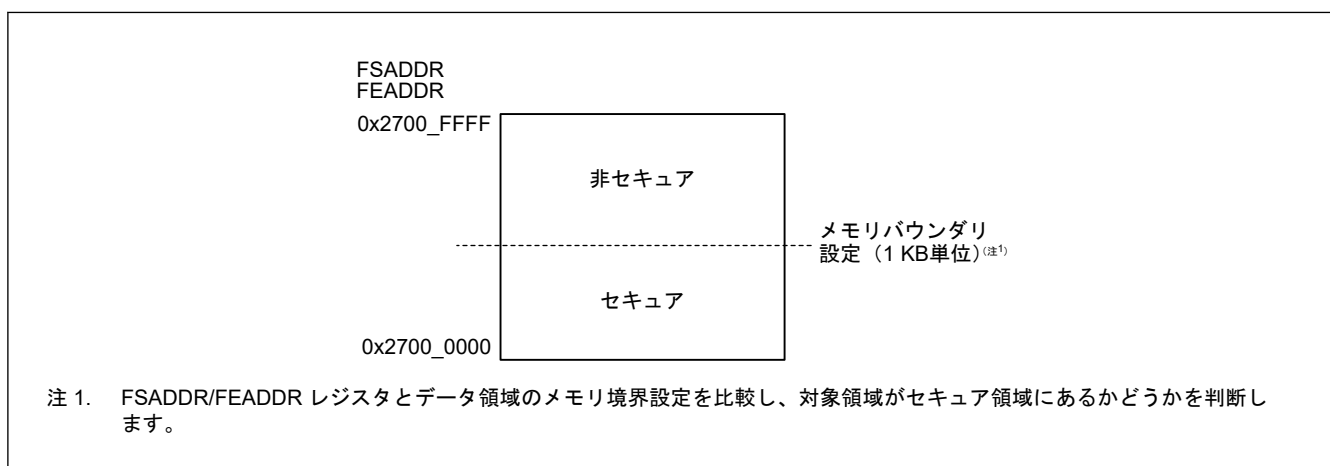 FSADDR
FEADDR
0x2700_FFFF
非セキュア
メモリバウンダリ
設定（1 KB単位）(注1)
セキュア
0x2700_0000
注 1. FSADDR/FEADDR レジスタとデータ領域のメモリ境界設定を比較し、対象領域がセキュア領域にあるかどうかを判断し
ます。